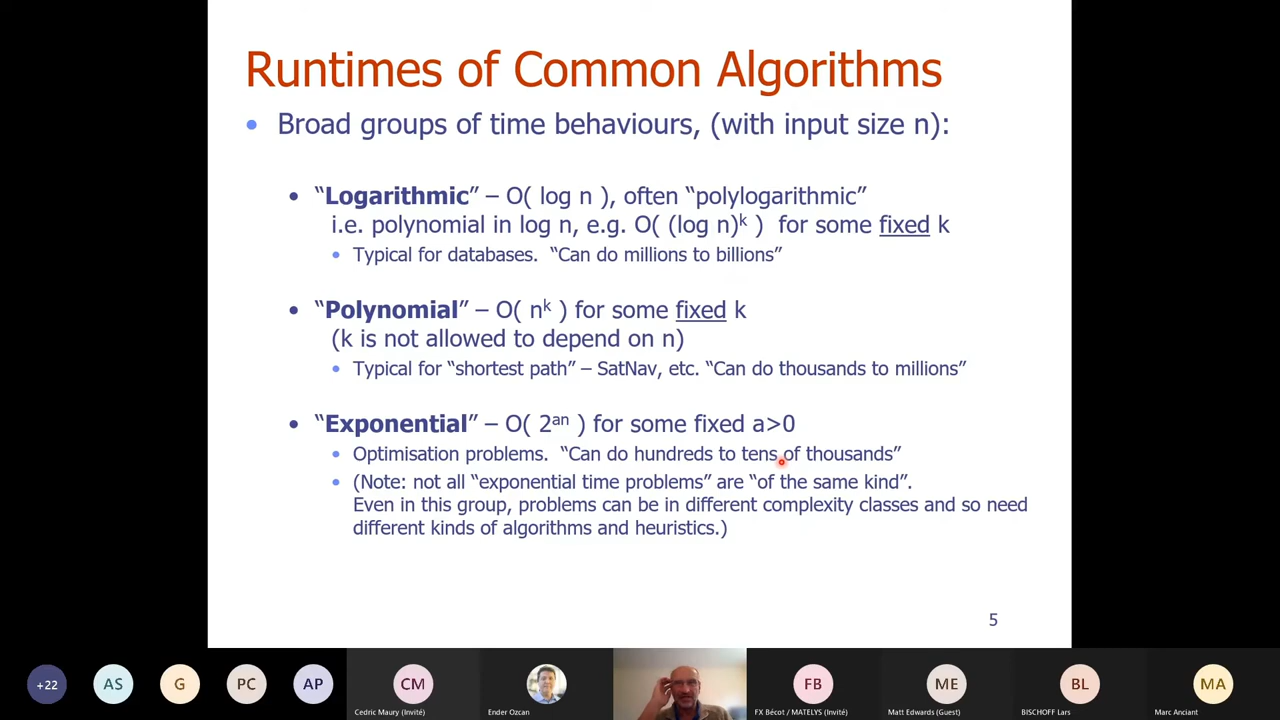 Runtimes of Common Algorithms
• Broad groups of time behaviours, (with input size n):
• “Logarithmic” – O( log n ), often “polylogarithmic”
i.e. polynomial in log n, e.g. O( (log n)ᵏ ) for some fixed k
• Typical for databases. “Can do millions to billions”
• “Polynomial” – O( nᵏ ) for some fixed k
(k is not allowed to depend on n)
• Typical for “shortest path” – SatNav, etc. “Can do thousands to millions”
• “Exponential” – O( 2ᵃⁿ ) for some fixed a>0
• Optimisation problems. “Can do hundreds to tens of thousands”
• (Note: not all “exponential time problems” are “of the same kind”.
Even in this group, problems can be in different complexity classes and so need
different kinds of algorithms and heuristics.)
5
+22
AS
G
PC
AP
CM
Cedric Maury (Invité)
Ender Ozcan
FB
FX Bécot / MATELYS (Invité)
ME
Matt Edwards (Guest)
BL
BISCHOFF Lars
MA
Marc Anciant